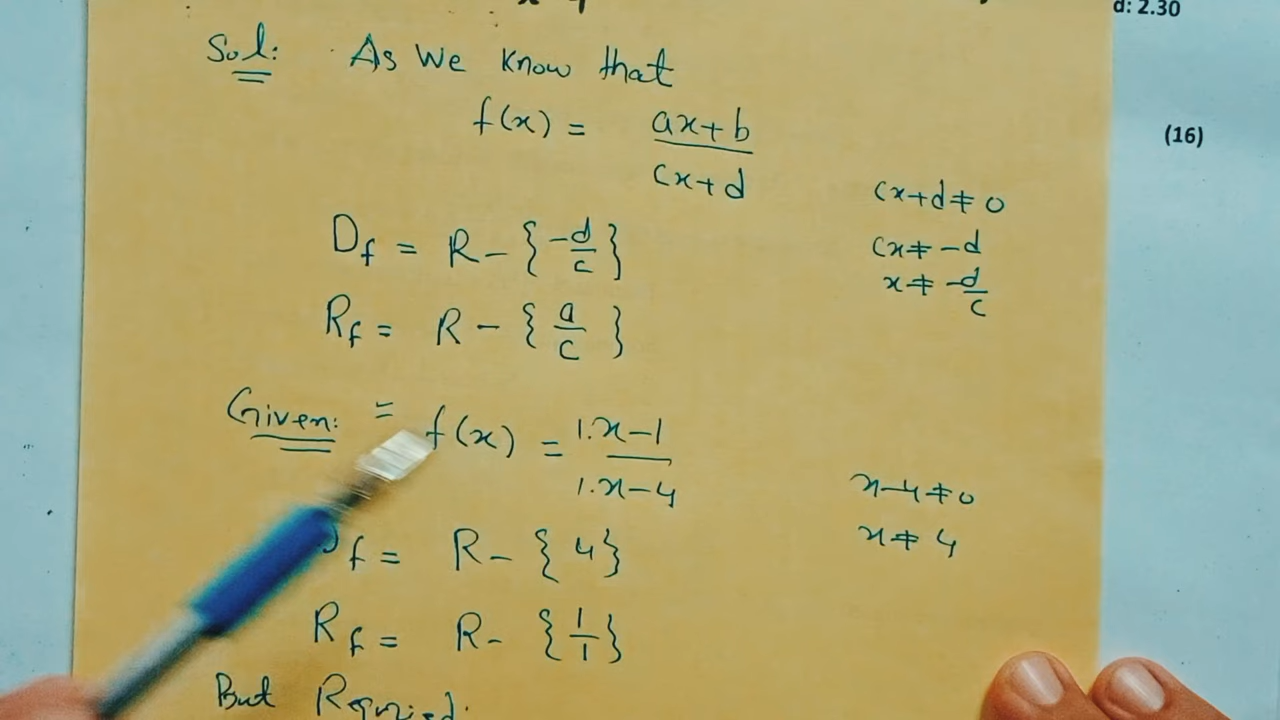 d: 2.30
Sol: As We Know that
(16)
f(x) = ax+b
cx+d
cx+d≠0
cx≠-d
x≠-d/c
Df = R-{-d/c}
Rf = R-{a/c}
Given: = f(x) = 1.x-1
1.x-4
x-4≠0
x≠4
f = R-{4}
Rf = R-{1/1}
But